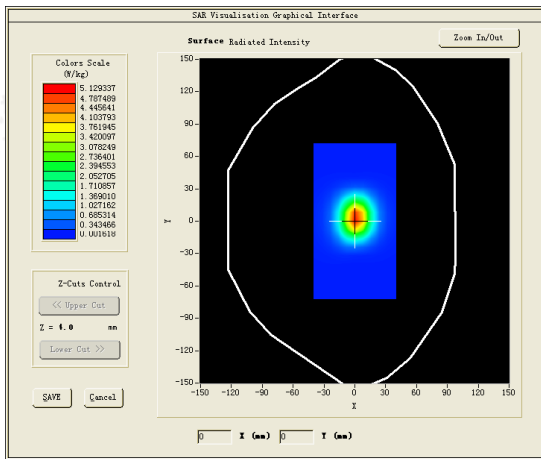 SAR Visualisation Graphical Interface
Surface Radiated Intensity
Zoom In/Out
Colors Scale
(W/kg)
5.129337
4.787489
4.445641
4.103793
3.761945
3.420097
3.078249
2.736401
2.394553
2.052705
1.710857
1.369010
1.027162
0.685314
0.343466
0.001618
Z-Cuts Control
<< Upper Cut
Z = 4.0 mm
Lower Cut >>
SAVE Cancel
150
120
90
60
30
0
-30
-60
-90
-120
-150
Y
-150 -120 -90 -60 -30 0 30 60 90 120 150
X
0 X (mm) 0 Y (mm)